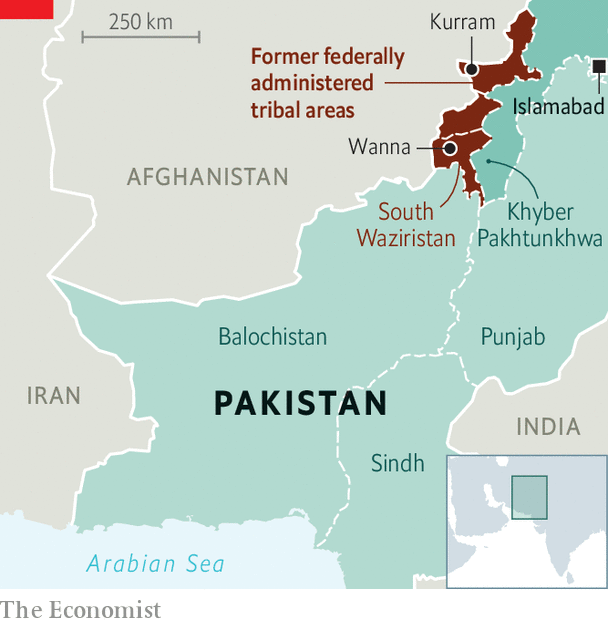 250 km
Kurram
Former federally
administered
tribal areas
Islamabad
Wanna
AFGHANISTAN
South
Waziristan
Khyber
Pakhtunkhwa
Balochistan
Punjab
IRAN
PAKISTAN
INDIA
Sindh
Arabian Sea
The Economist